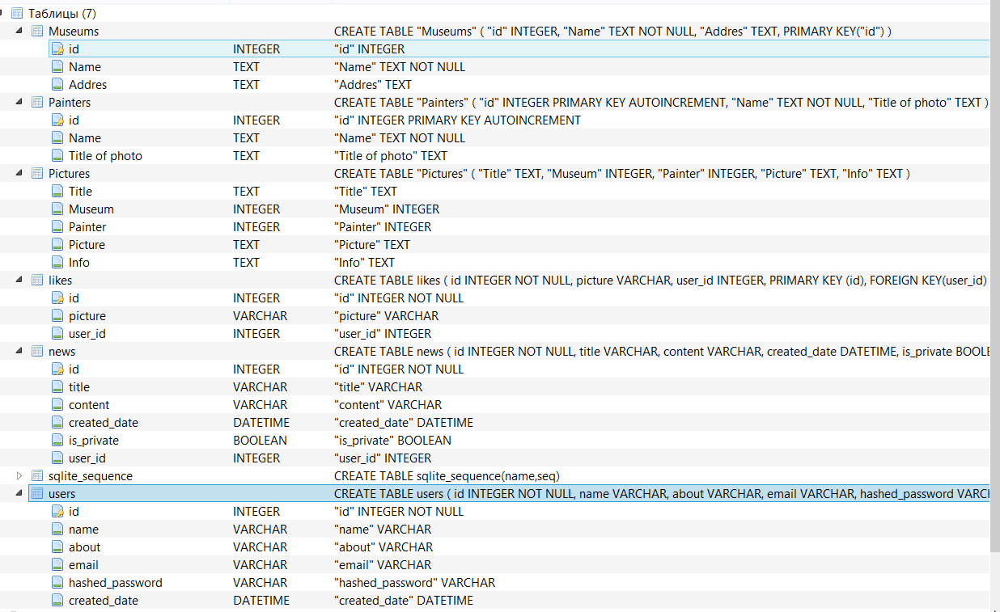 Таблицы (7)
Museums CREATE TABLE "Museums" ( "id" INTEGER, "Name" TEXT NOT NULL, "Addres" TEXT, PRIMARY KEY("id") )
id INTEGER "id" INTEGER
Name TEXT "Name" TEXT NOT NULL
Addres TEXT "Addres" TEXT
Painters CREATE TABLE "Painters" ( "id" INTEGER PRIMARY KEY AUTOINCREMENT, "Name" TEXT NOT NULL, "Title of photo" TEXT )
id INTEGER "id" INTEGER PRIMARY KEY AUTOINCREMENT
Name TEXT "Name" TEXT NOT NULL
Title of photo TEXT "Title of photo" TEXT
Pictures CREATE TABLE "Pictures" ( "Title" TEXT, "Museum" INTEGER, "Painter" INTEGER, "Picture" TEXT, "Info" TEXT )
Title TEXT "Title" TEXT
Museum INTEGER "Museum" INTEGER
Painter INTEGER "Painter" INTEGER
Picture TEXT "Picture" TEXT
Info TEXT "Info" TEXT
likes CREATE TABLE likes ( id INTEGER NOT NULL, picture VARCHAR, user_id INTEGER, PRIMARY KEY (id), FOREIGN KEY(user_id)
id INTEGER "id" INTEGER NOT NULL
picture VARCHAR "picture" VARCHAR
user_id INTEGER "user_id" INTEGER
news CREATE TABLE news ( id INTEGER NOT NULL, title VARCHAR, content VARCHAR, created_date DATETIME, is_private BOOLE
id INTEGER "id" INTEGER NOT NULL
title VARCHAR "title" VARCHAR
content VARCHAR "content" VARCHAR
created_date DATETIME "created_date" DATETIME
is_private BOOLEAN "is_private" BOOLEAN
user_id INTEGER "user_id" INTEGER
sqlite_sequence CREATE TABLE sqlite_sequence(name,seq)
users CREATE TABLE users ( id INTEGER NOT NULL, name VARCHAR, about VARCHAR, email VARCHAR, hashed_password VARCH
id INTEGER "id" INTEGER NOT NULL
name VARCHAR "name" VARCHAR
about VARCHAR "about" VARCHAR
email VARCHAR "email" VARCHAR
hashed_password VARCHAR "hashed_password" VARCHAR
created_date DATETIME "created_date" DATETIME